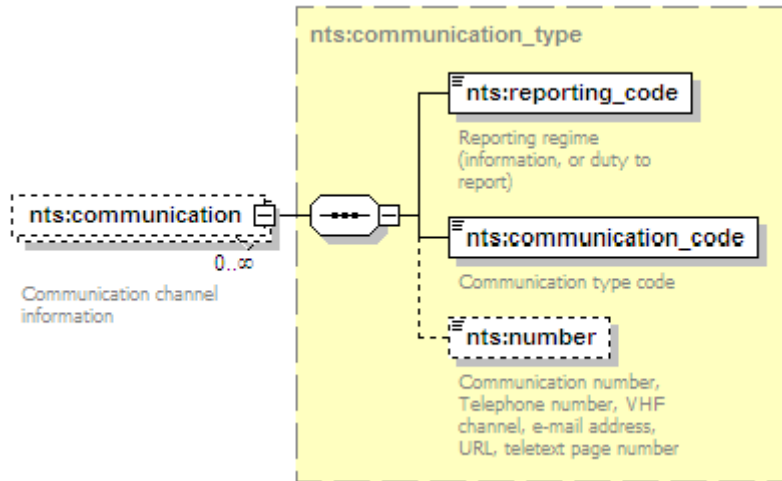 nts:communication_type
nts:reporting_code
Reporting regime
(information, or duty to
report)
nts:communication
0..∞
Communication channel
information
nts:communication_code
Communication type code
nts:number
Communication number,
Telephone number, VHF
channel, e-mail address,
URL, teletext page number